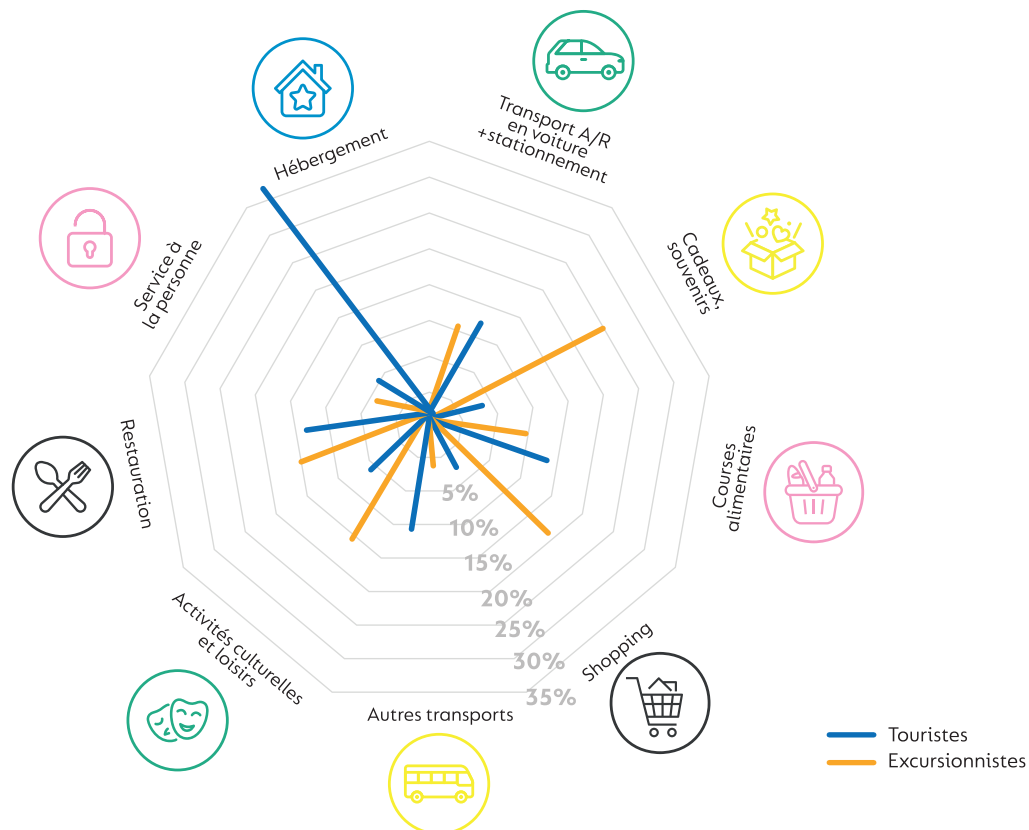 Transport A/R
en voiture
+stationnement
Hébergement
Cadeaux,
souvenirs
Service à
la personne
Restauration
Courses
alimentaires
5%
10%
15%
20%
25%
30%
35%
Activités culturelles
et loisirs
Shopping
Autres transports
Touristes
Excursionnistes